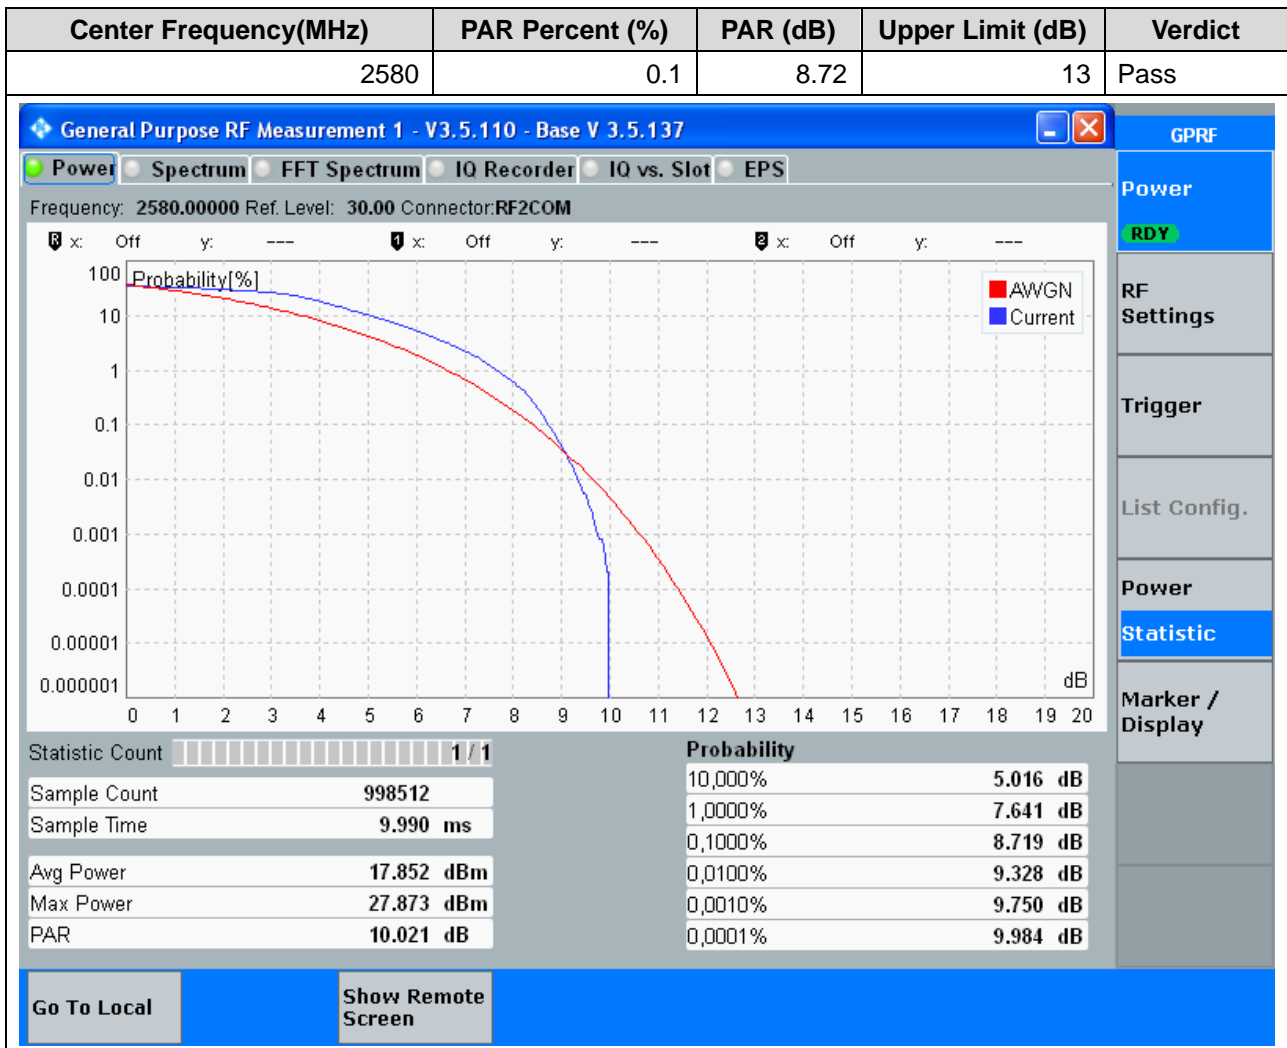 Center Frequency(MHz) PAR Percent (%) PAR (dB) Upper Limit (dB) Verdict
2580 0.1 8.72 13 Pass
General Purpose RF Measurement 1 - V3.5.110 - Base V 3.5.137
GPRF
Power Spectrum FFT Spectrum IQ Recorder IQ vs. Slot EPS
Power
RDY
Frequency: 2580.00000 Ref. Level: 30.00 Connector:RF2COM
R x: Off y: --- 1 x: Off y: --- 2 x: Off y: ---
Probability[%]
AWGN
Current
100
10
1
0.1
0.01
0.001
0.0001
0.00001
0.000001
dB
0 1 2 3 4 5 6 7 8 9 10 11 12 13 14 15 16 17 18 19 20
RF
Settings
Trigger
List Config.
Power
Statistic
Marker /
Display
Statistic Count 1 / 1
Sample Count 998512
Sample Time 9.990 ms
Avg Power 17.852 dBm
Max Power 27.873 dBm
PAR 10.021 dB
Probability
10,000% 5.016 dB
1,0000% 7.641 dB
0,1000% 8.719 dB
0,0100% 9.328 dB
0,0010% 9.750 dB
0,0001% 9.984 dB
Go To Local
Show Remote
Screen